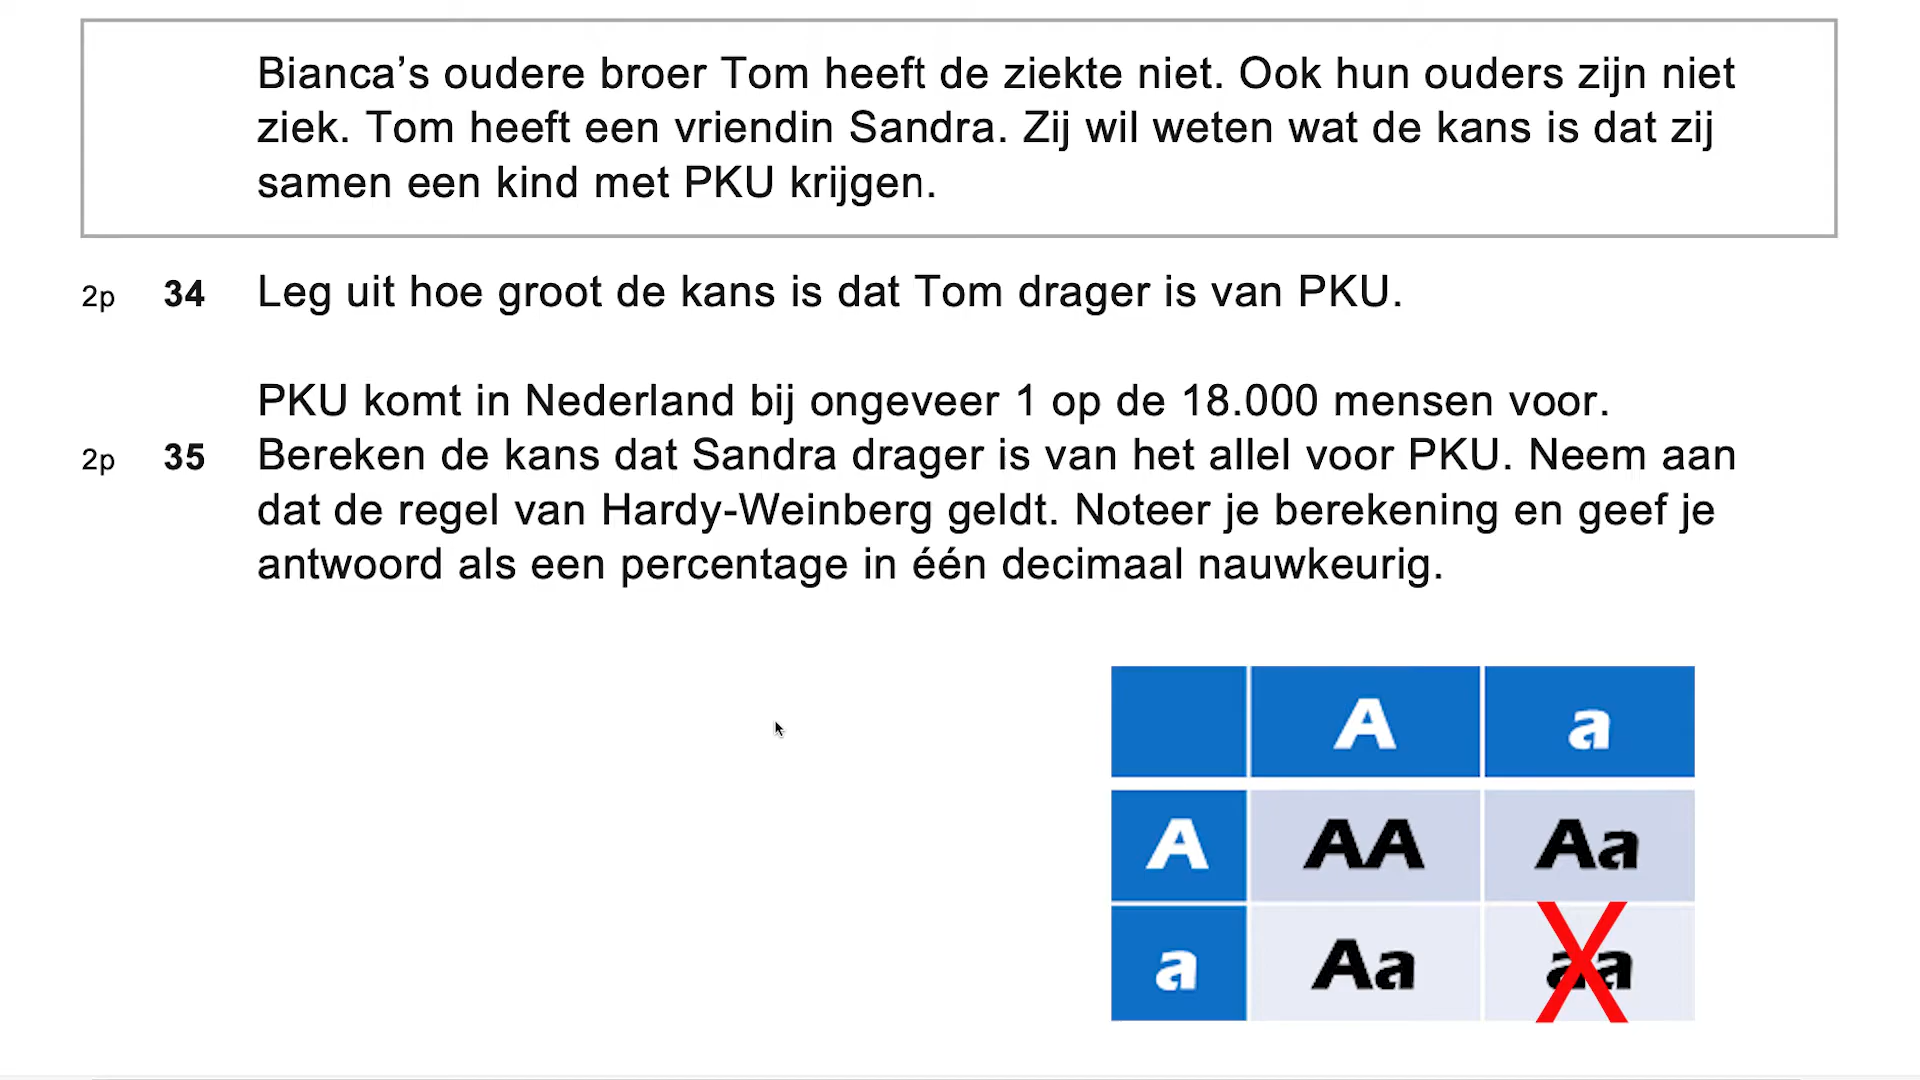 Bianca’s oudere broer Tom heeft de ziekte niet. Ook hun ouders zijn niet
ziek. Tom heeft een vriendin Sandra. Zij wil weten wat de kans is dat zij
samen een kind met PKU krijgen.
2p 34 Leg uit hoe groot de kans is dat Tom drager is van PKU.
PKU komt in Nederland bij ongeveer 1 op de 18.000 mensen voor.
2p 35 Bereken de kans dat Sandra drager is van het allel voor PKU. Neem aan
dat de regel van Hardy-Weinberg geldt. Noteer je berekening en geef je
antwoord als een percentage in één decimaal nauwkeurig.
A a
A AA Aa
a Aa aa